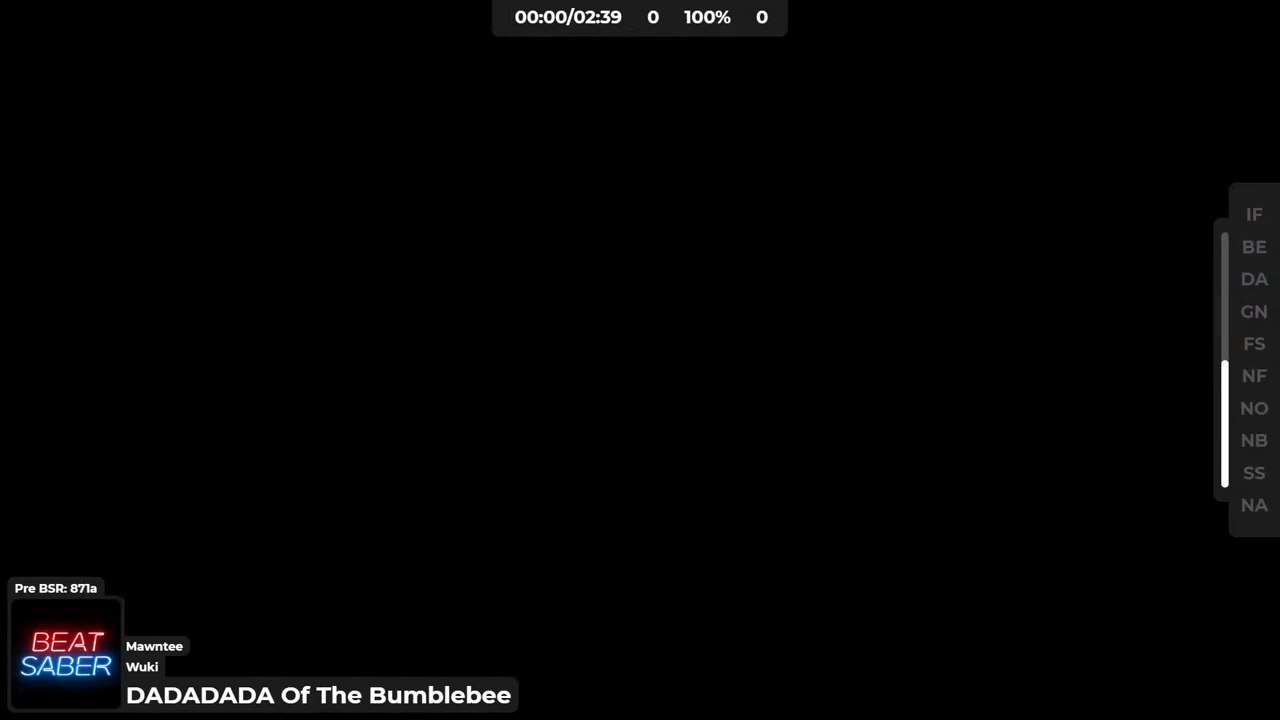 00:00/02:39 0 100% 0
IF
BE
DA
GN
FS
NF
NO
NB
SS
NA
Pre BSR: 871a
BEAT
SABER
Mawntee
Wuki
DADADADA Of The Bumblebee